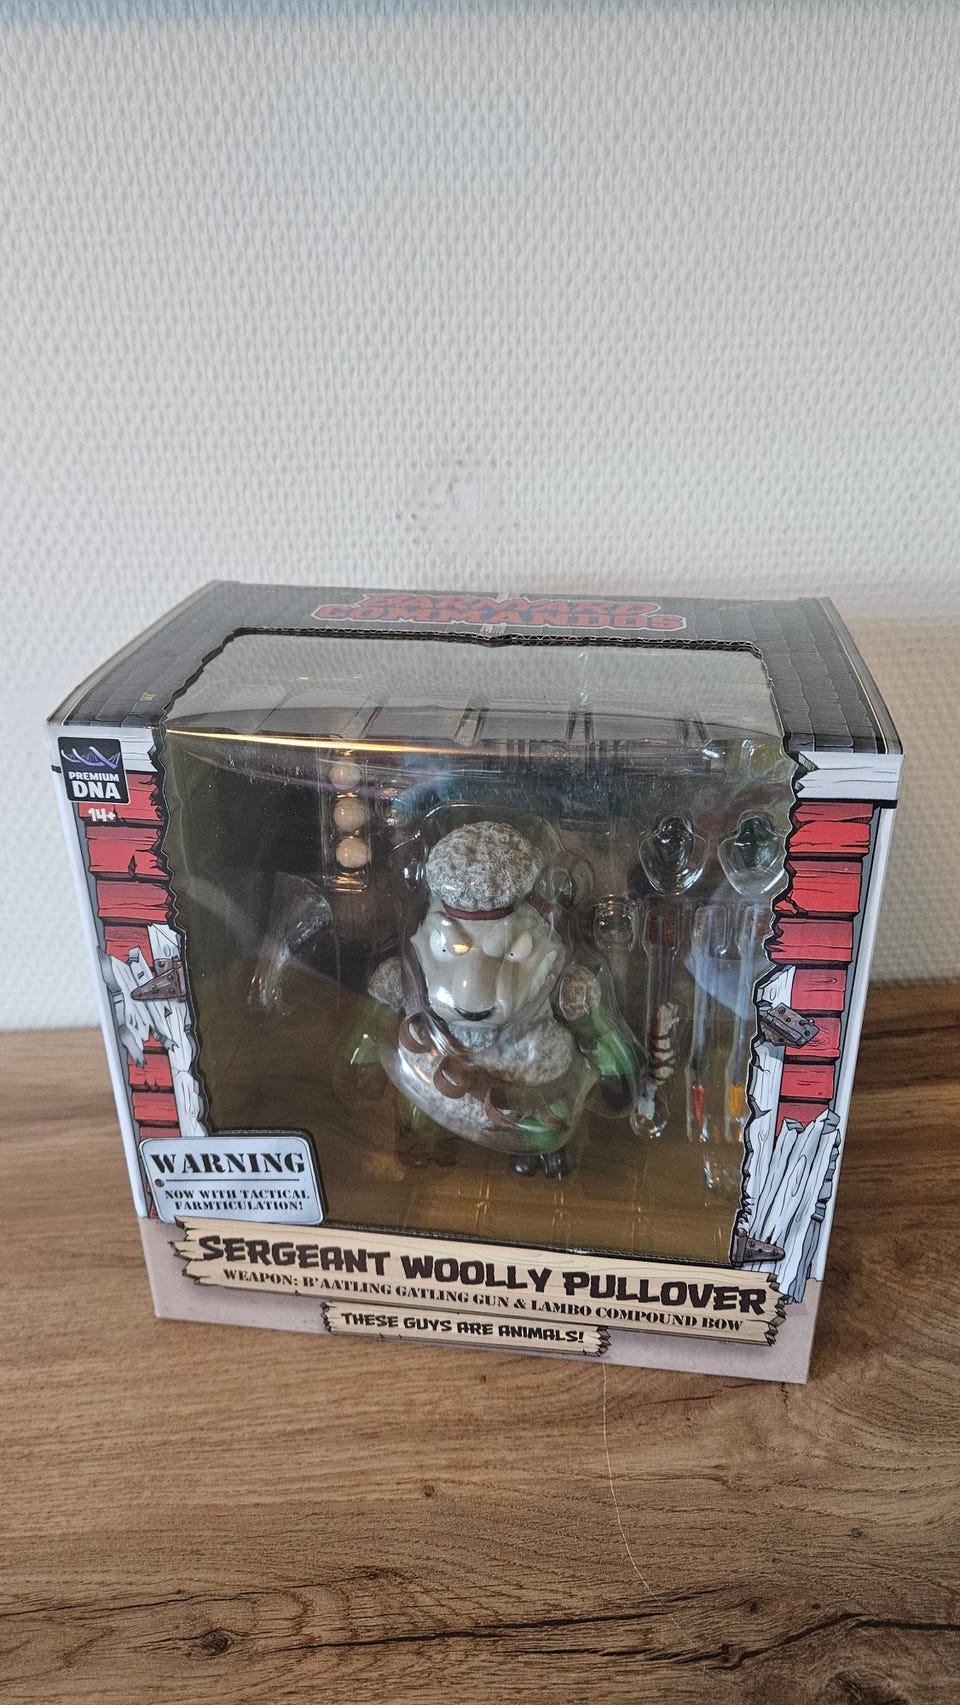 BARNYARD
COMMANDOS
PREMIUM
DNA
14+
WARNING
NOW WITH TACTICAL
FARMTICULATION!
SERGEANT WOOLLY PULLOVER
WEAPON: B'AATLING GATLING GUN & LAMBO COMPOUND BOW
THESE GUYS ARE ANIMALS!